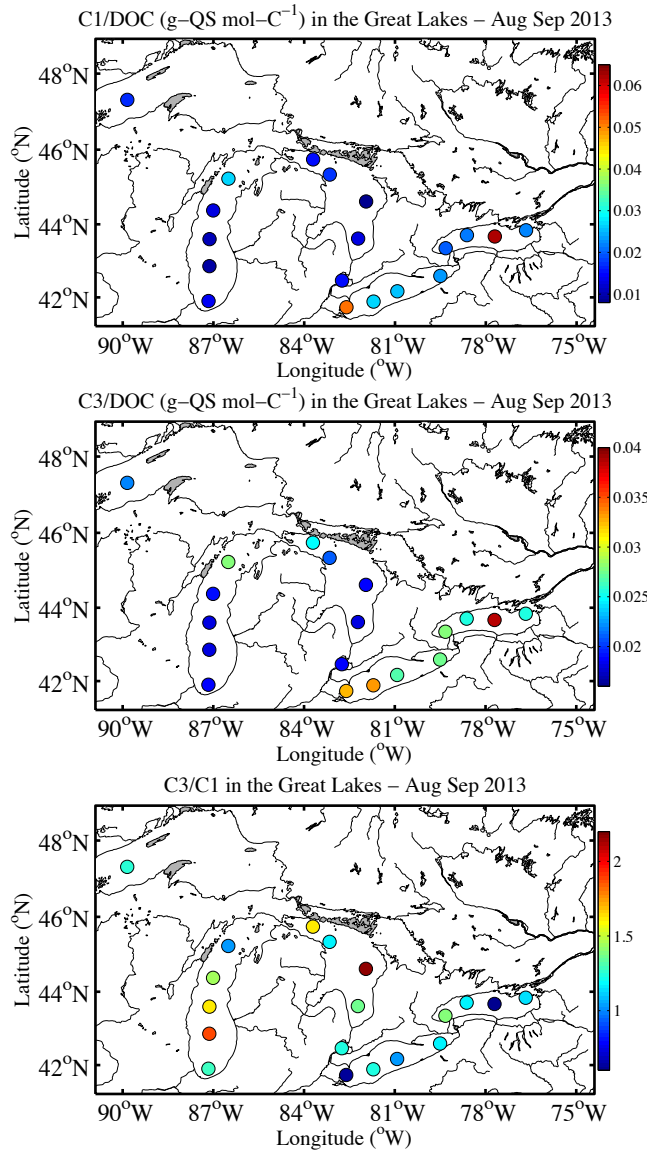 C1/DOC (g–QS mol–C⁻¹) in the Great Lakes – Aug Sep 2013
48°N
46°N
44°N
42°N
Latitude (°N)
90°W 87°W 84°W 81°W 78°W 75°W
Longitude (°W)
0.06
0.05
0.04
0.03
0.02
0.01
C3/DOC (g–QS mol–C⁻¹) in the Great Lakes – Aug Sep 2013
48°N
46°N
44°N
42°N
Latitude (°N)
90°W 87°W 84°W 81°W 78°W 75°W
Longitude (°W)
0.04
0.035
0.03
0.025
0.02
C3/C1 in the Great Lakes – Aug Sep 2013
48°N
46°N
44°N
42°N
Latitude (°N)
90°W 87°W 84°W 81°W 78°W 75°W
Longitude (°W)
2
1.5
1